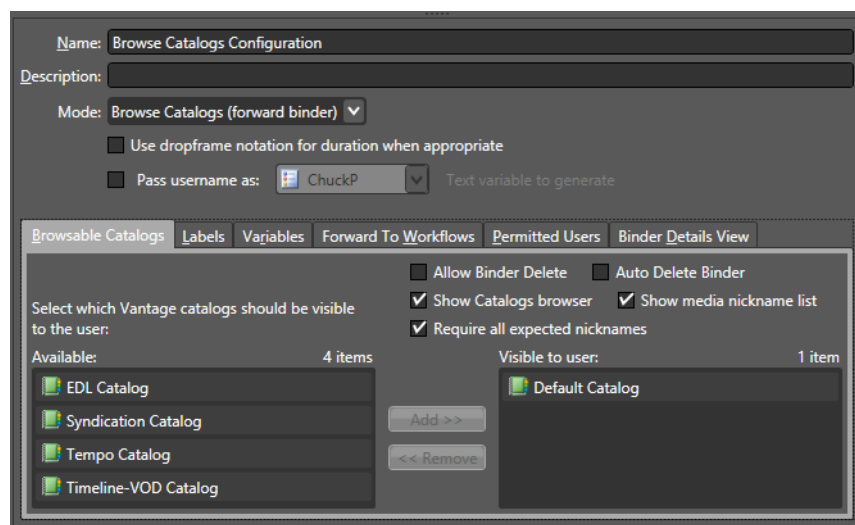 Name: Browse Catalogs Configuration
Description:
Mode: Browse Catalogs (forward binder)
Use dropframe notation for duration when appropriate
Pass username as: ChuckP Text variable to generate
Browsable Catalogs Labels Variables Forward To Workflows Permitted Users Binder Details View
Allow Binder Delete Auto Delete Binder
Select which Vantage catalogs should be visible
to the user:
Show Catalogs browser Show media nickname list
Require all expected nicknames
Available: 4 items Visible to user: 1 item
EDL Catalog Default Catalog
Syndication Catalog Add >>
Tempo Catalog << Remove
Timeline-VOD Catalog